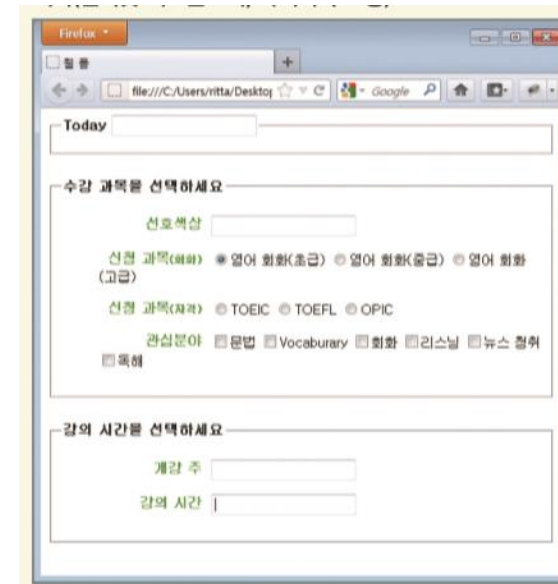 Firefox
웹 폼
file:///C:/Users/ritta/Desktop
Google
Today
수강 과목을 선택하세요
선호색상
신청 과목(회화) 영어 회화(초급) 영어 회화(중급) 영어 회화
(고급)
신청 과목(자격) TOEIC TOEFL OPIC
관심분야 문법 Vocaburary 회화 리스닝 뉴스 청취
독해
강의 시간을 선택하세요
개강 주
강의 시간